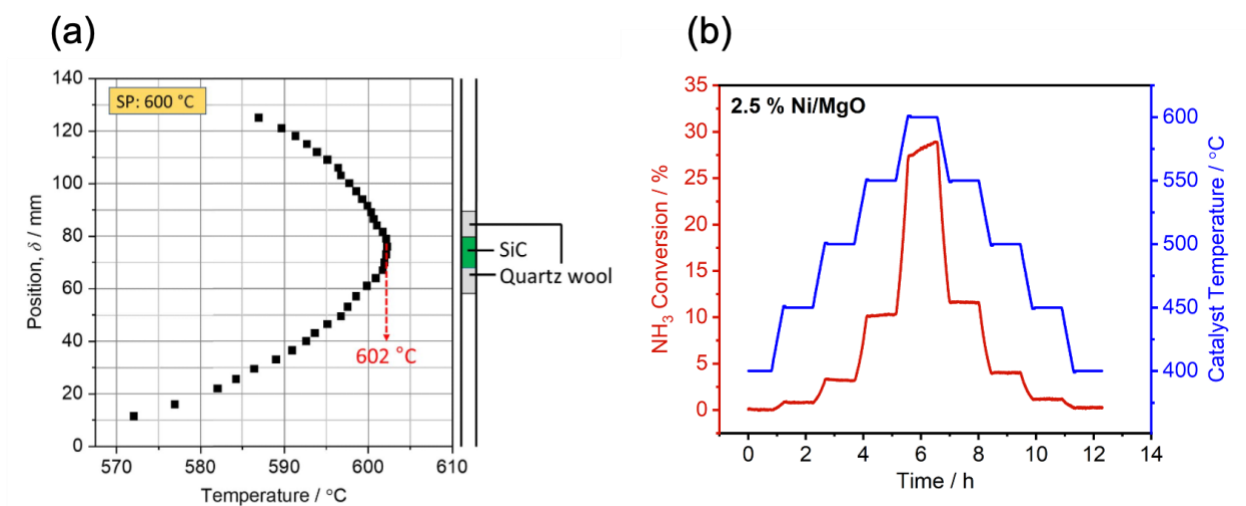 (a)
140
120
100
80
60
40
20
0
Position, δ / mm
SP: 600 °C
602 °C
SiC
Quartz wool
570 580 590 600 610
Temperature / °C
(b)
35
30
25
20
15
10
5
0
NH₃ Conversion / %
2.5 % Ni/MgO
600
550
500
450
400
Catalyst Temperature / °C
0 2 4 6 8 10 12 14
Time / h